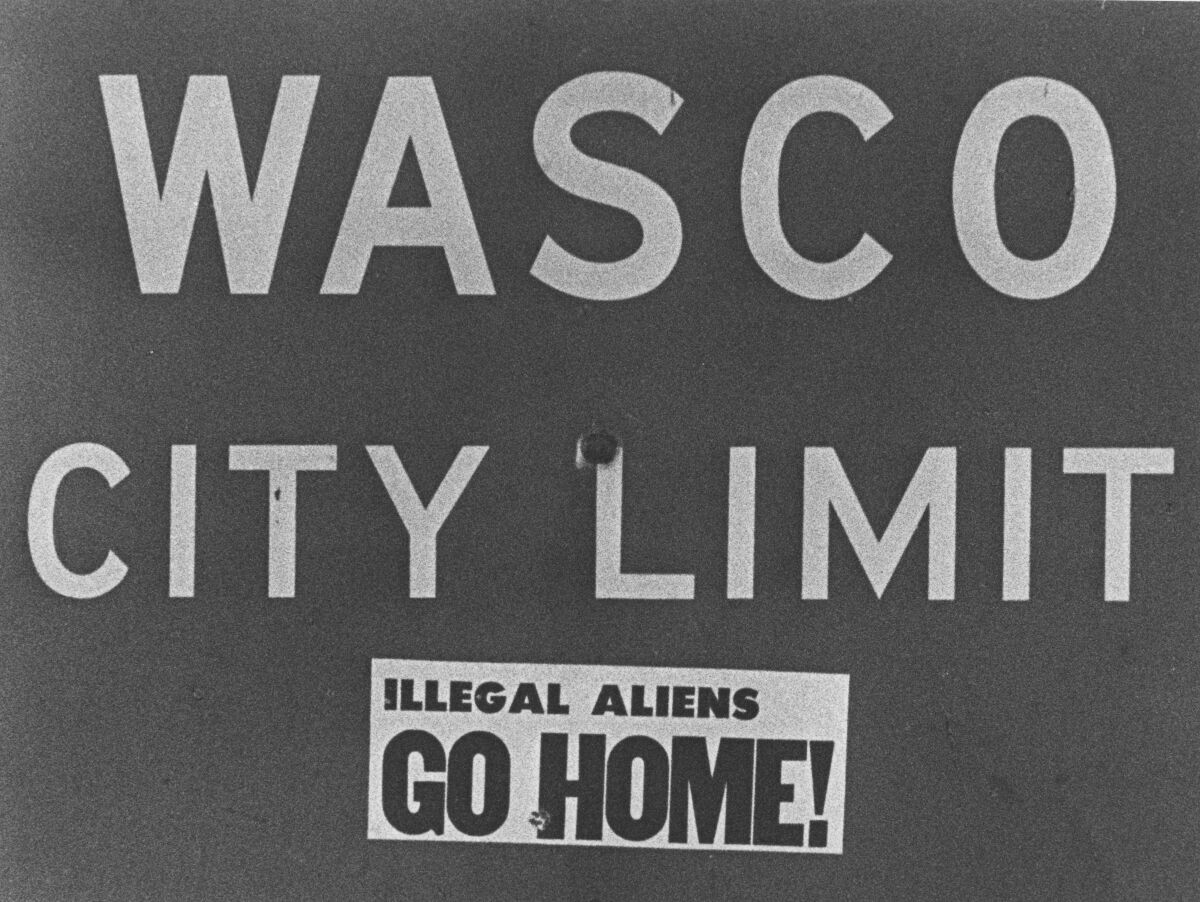 WASCO
CITY LIMIT
ILLEGAL ALIENS
GO HOME!